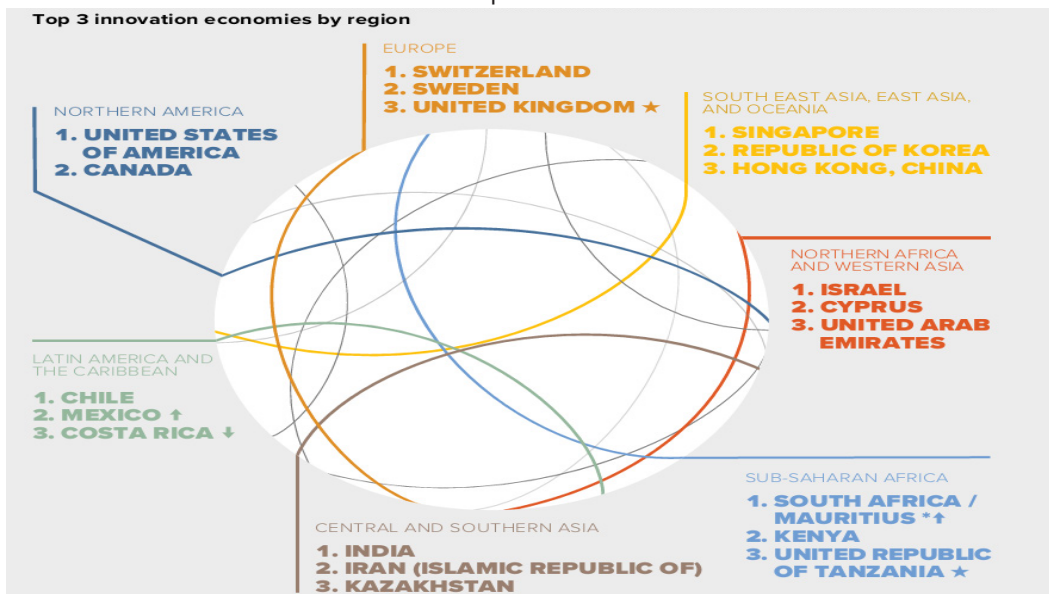 Top 3 innovation economies by region
EUROPE
1. SWITZERLAND
2. SWEDEN
3. UNITED KINGDOM ★
NORTHERN AMERICA
1. UNITED STATES
OF AMERICA
2. CANADA
SOUTH EAST ASIA, EAST ASIA,
AND OCEANIA
1. SINGAPORE
2. REPUBLIC OF KOREA
3. HONG KONG, CHINA
NORTHERN AFRICA
AND WESTERN ASIA
1. ISRAEL
2. CYPRUS
3. UNITED ARAB
EMIRATES
LATIN AMERICA AND
THE CARIBBEAN
1. CHILE
2. MEXICO ↑
3. COSTA RICA ↓
SUB-SAHARAN AFRICA
1. SOUTH AFRICA /
MAURITIUS *↑
2. KENYA
3. UNITED REPUBLIC
OF TANZANIA ★
CENTRAL AND SOUTHERN ASIA
1. INDIA
2. IRAN (ISLAMIC REPUBLIC OF)
3. KAZAKHSTAN